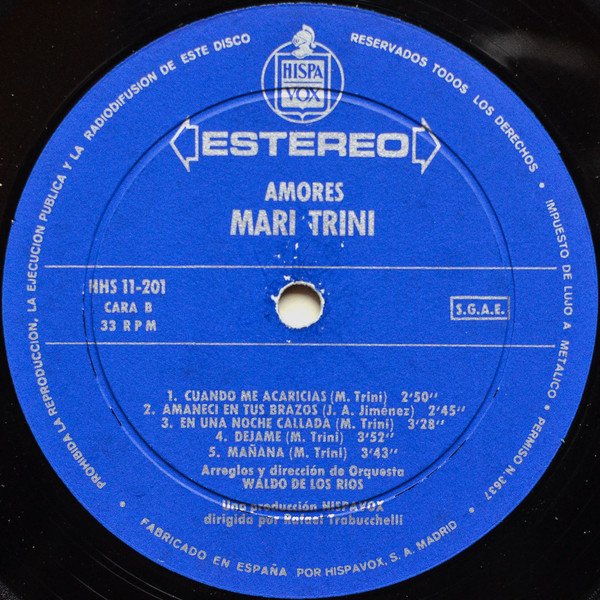 PROHIBIDA LA REPRODUCCION, LA EJECUCION PUBLICA Y LA RADIODIFUSION DE ESTE DISCO
RESERVADOS TODOS LOS DERECHOS • IMPUESTO DE LUJO A METALICO • PERMISO N. 3637
HISPA
VOX
ESTEREO
AMORES
MARI TRINI
HHS 11-201
CARA B
33 RPM
S.G.A.E.
1. CUANDO ME ACARICIAS (M. Trini) 2'50''
2. AMANECI EN TUS BRAZOS (J. A. Jiménez) 2'45''
3. EN UNA NOCHE CALLADA (M. Trini) 3'28''
4. DEJAME (M. Trini) 3'52''
5. MAÑANA (M. Trini) 3'43''
Arreglos y dirección de Orquesta
WALDO DE LOS RIOS
Una producción HISPAVOX
dirigida por Rafael Trabucchelli
• FABRICADO EN ESPAÑA POR HISPAVOX, S. A. MADRID •